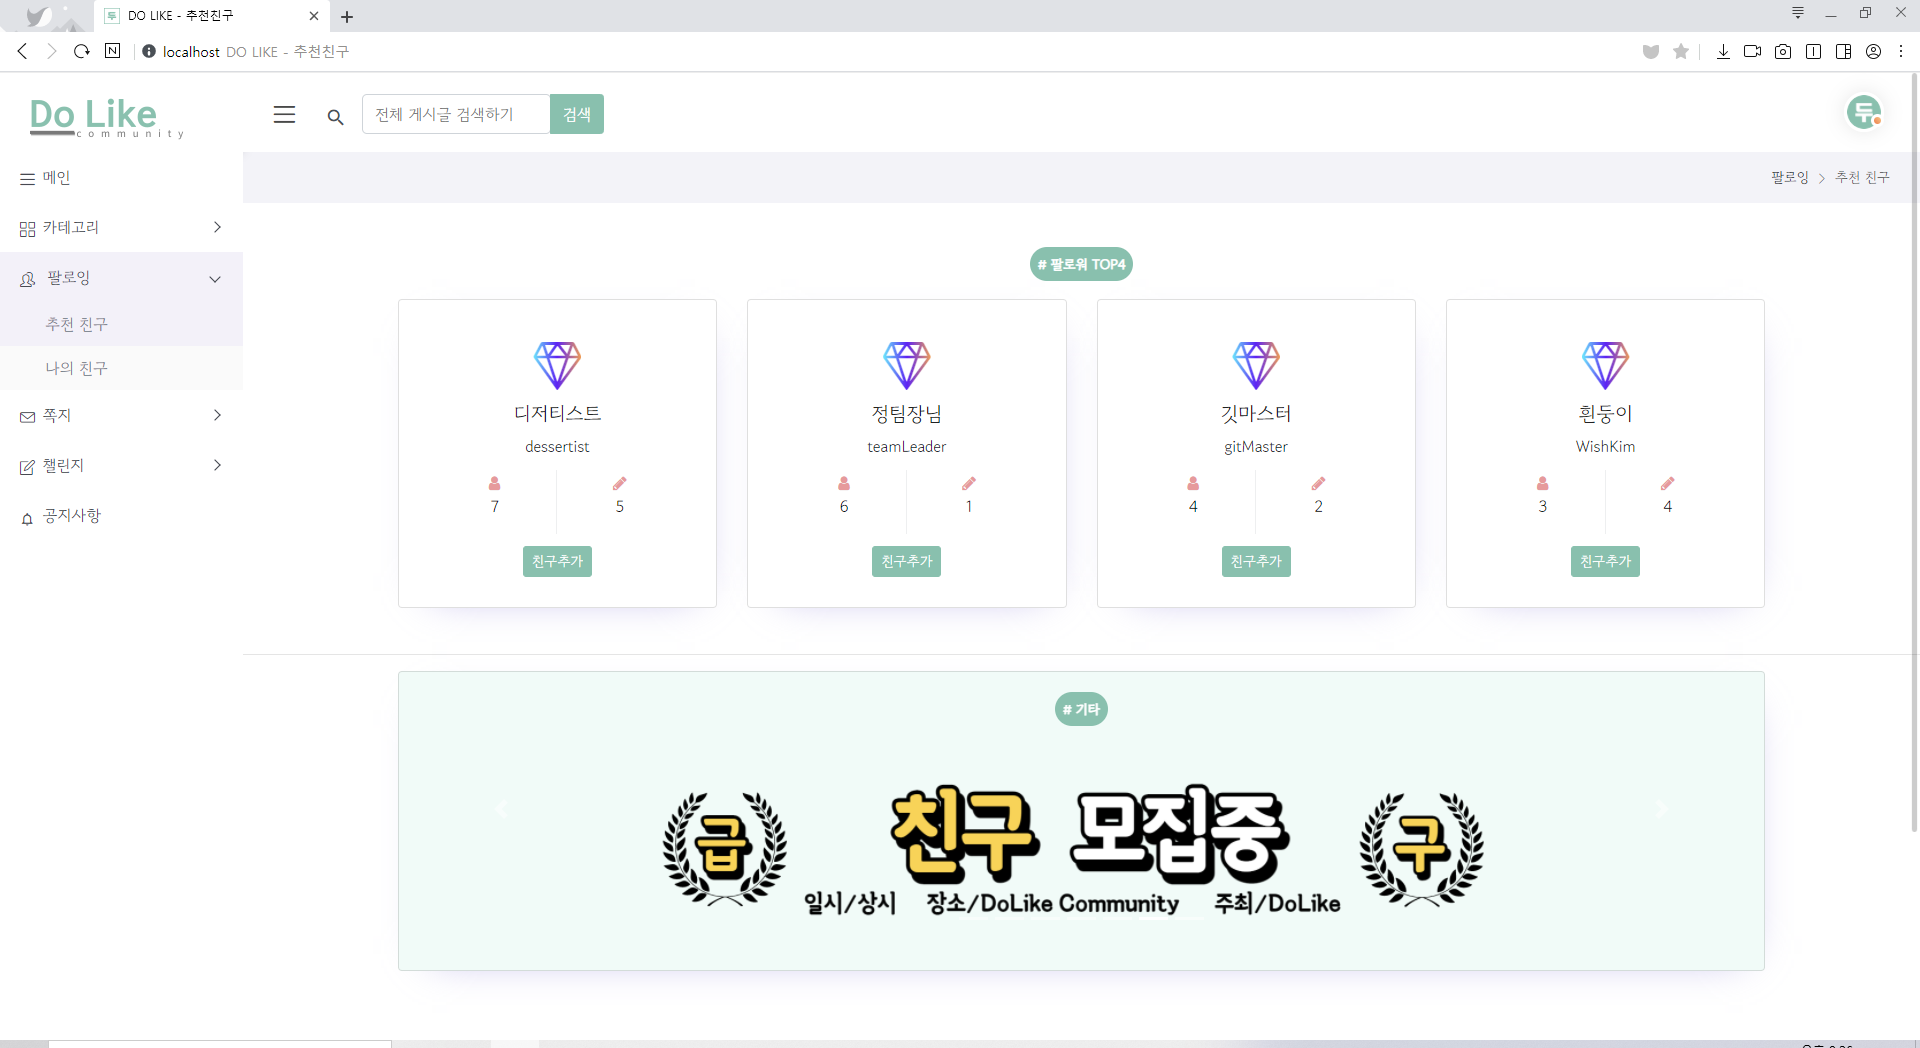 두 DO LIKE - 추천친구
N localhost DO LIKE - 추천친구
Do Like
community
전체 게시글 검색하기 검색
두
메인
카테고리
팔로잉
추천 친구
나의 친구
쪽지
챌린지
공지사항
팔로잉 > 추천 친구
# 팔로워 TOP4
디저티스트
dessertist
7 5
친구추가
정팀장님
teamLeader
6 1
친구추가
깃마스터
gitMaster
4 2
친구추가
흰둥이
WishKim
3 4
친구추가
# 기타
급 친구 모집중 구
일시/상시 장소/DoLike Community 주최/DoLike